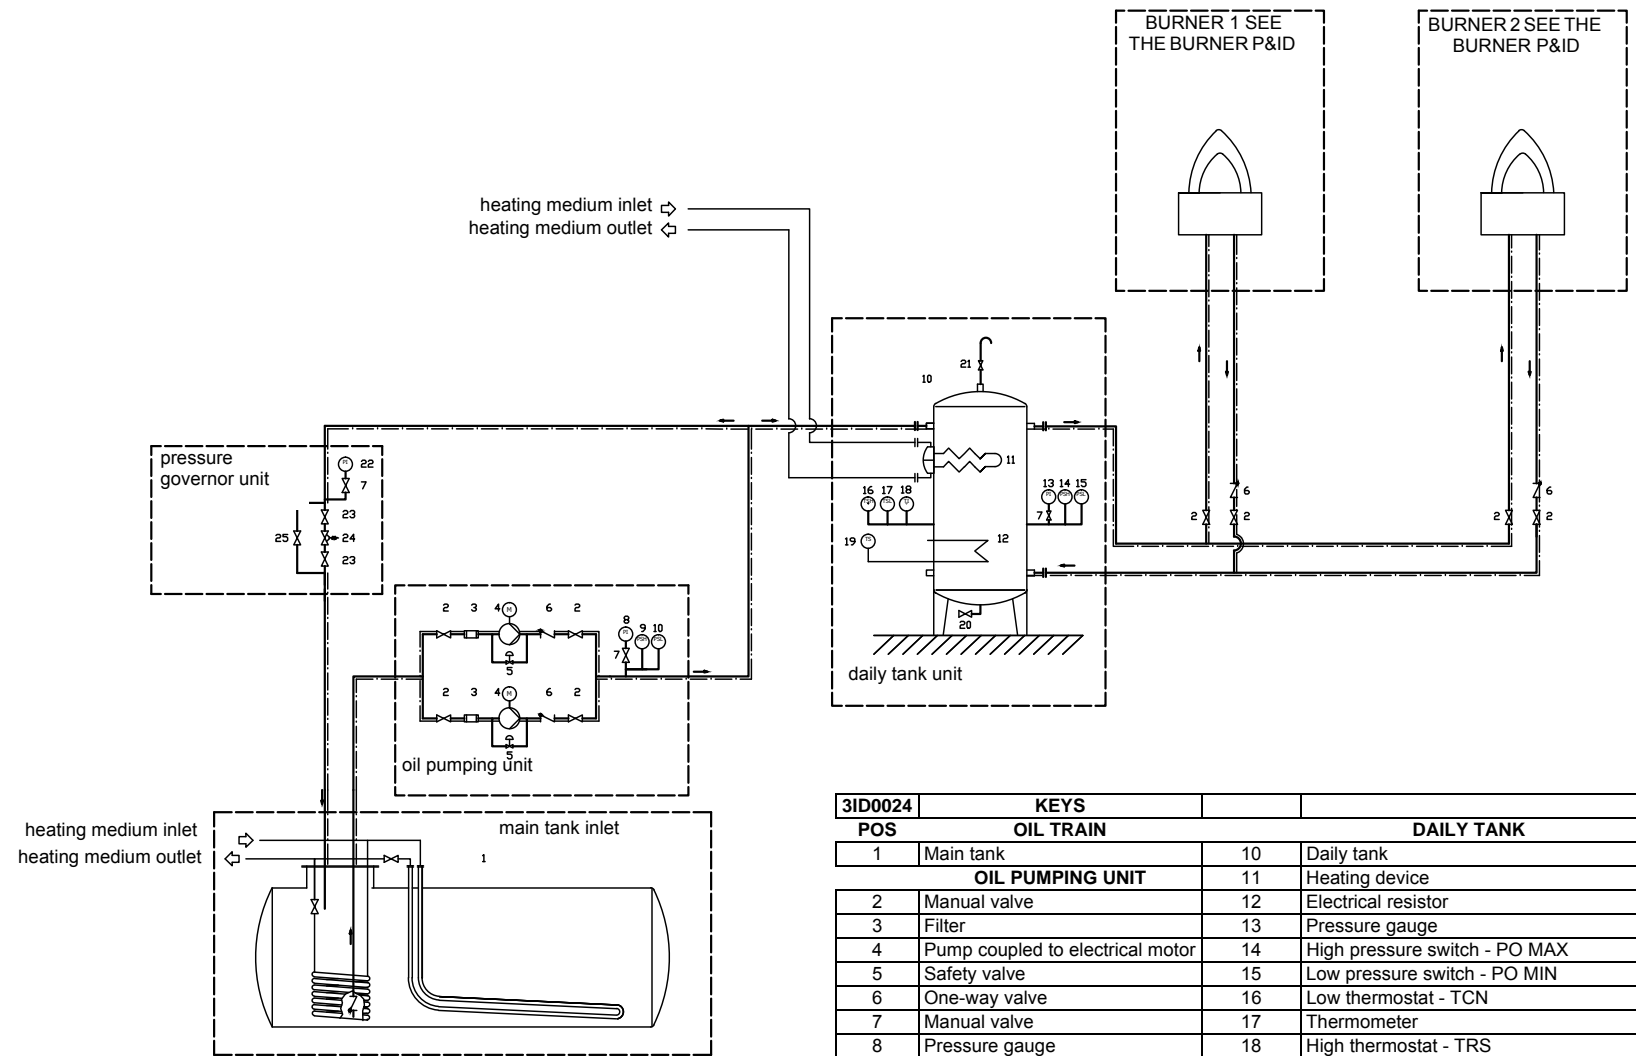 BURNER 1 SEE
THE BURNER P&ID
BURNER 2 SEE THE
BURNER P&ID
heating medium inlet
heating medium outlet
21
10
11
16 17 18
13 14 15
7
19
TS
12
20
daily tank unit
6
2
2
6
2
2
pressure
governor unit
PI
22
7
23
25
24
23
2 3 4 M 6 2
5
8
9 10
PI
7
2 3 4 M 6 2
5
oil pumping unit
heating medium inlet
heating medium outlet
main tank inlet
1
3ID0024 KEYS
POS OIL TRAIN DAILY TANK
1 Main tank 10 Daily tank
OIL PUMPING UNIT 11 Heating device
2 Manual valve 12 Electrical resistor
3 Filter 13 Pressure gauge
4 Pump coupled to electrical motor 14 High pressure switch - PO MAX
5 Safety valve 15 Low pressure switch - PO MIN
6 One-way valve 16 Low thermostat - TCN
7 Manual valve 17 Thermometer
8 Pressure gauge 18 High thermostat - TRS